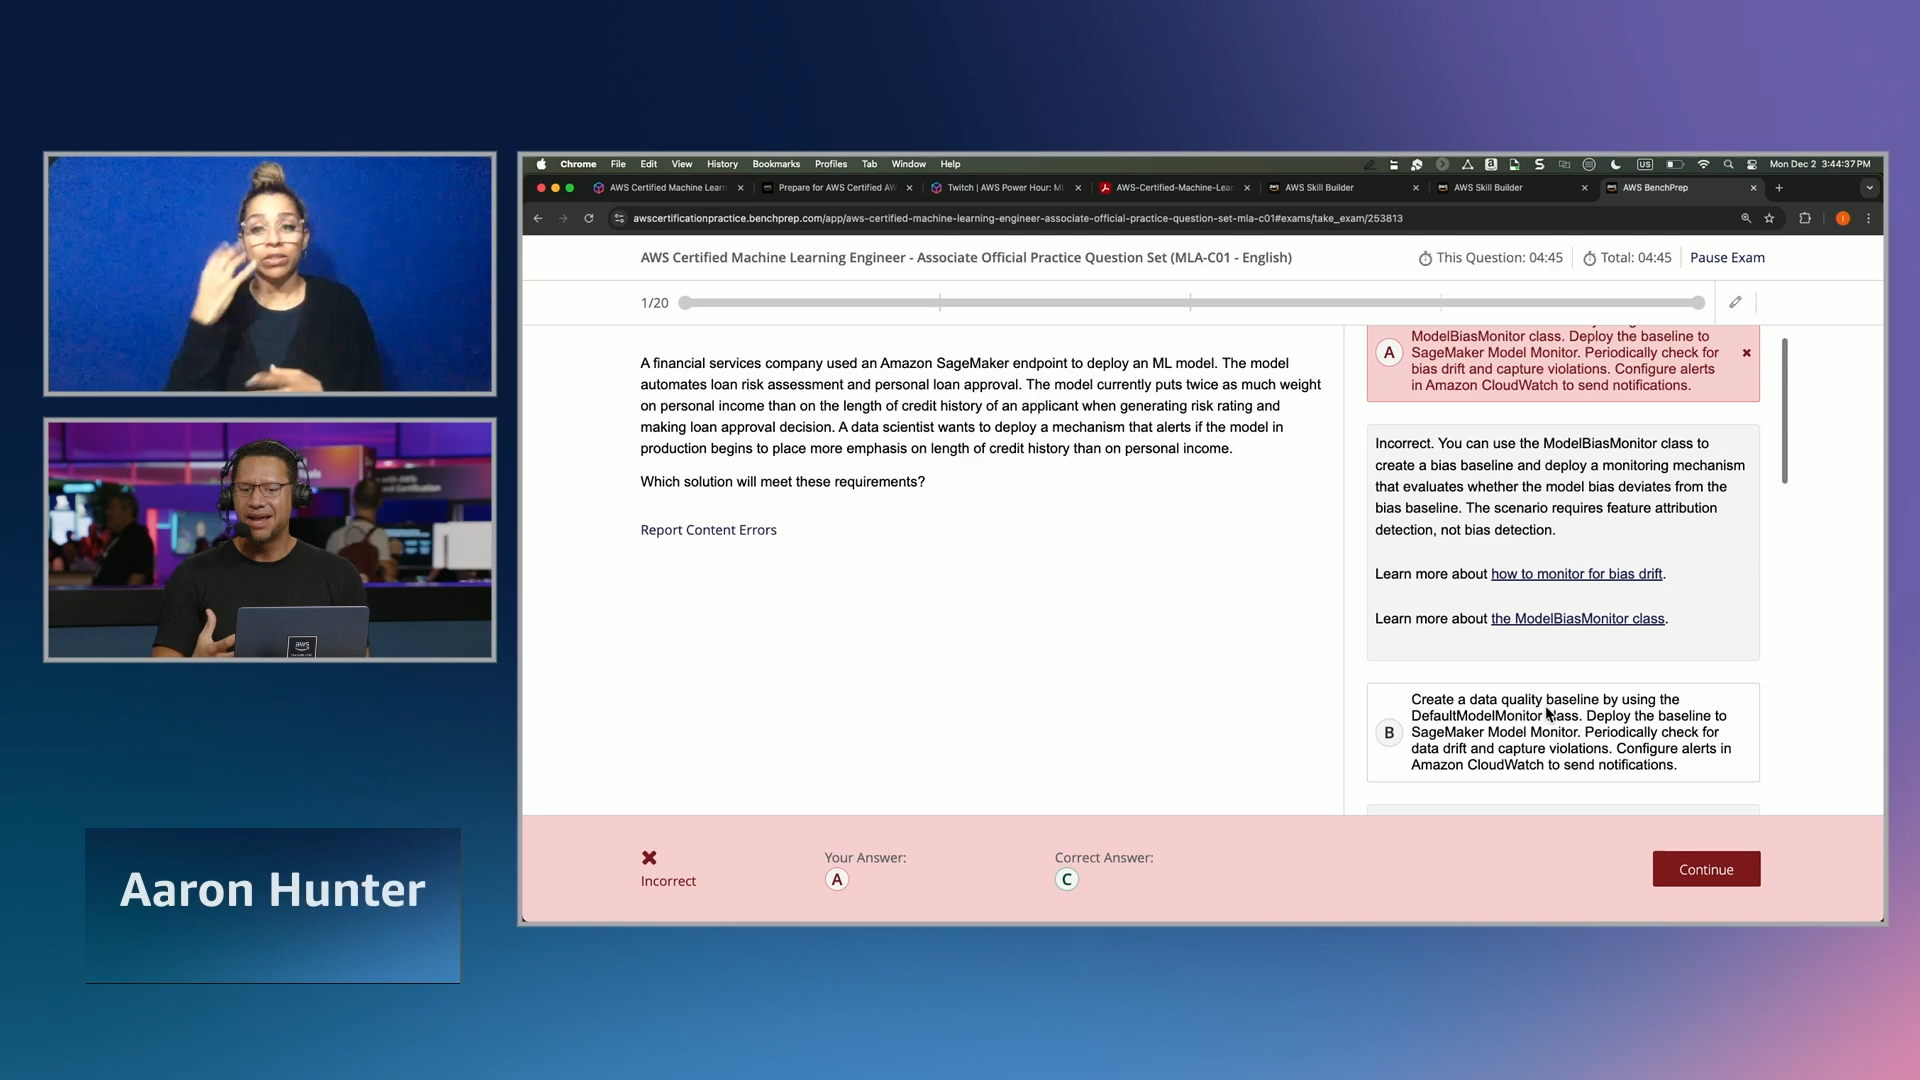 Chrome File Edit View History Bookmarks Profiles Tab Window Help
US
Mon Dec 2 3:44:37 PM
AWS Certified Machine Learn
Prepare for AWS Certified AW
Twitch | AWS Power Hour: ML
AWS-Certified-Machine-Lear
AWS Skill Builder
AWS Skill Builder
AWS BenchPrep
awscertificationpractice.benchprep.com/app/aws-certified-machine-learning-engineer-associate-official-practice-question-set-mla-c01#exams/take_exam/253813
AWS Certified Machine Learning Engineer - Associate Official Practice Question Set (MLA-C01 - English)
This Question: 04:45
Total: 04:45
Pause Exam
1/20
A financial services company used an Amazon SageMaker endpoint to deploy an ML model. The model
automates loan risk assessment and personal loan approval. The model currently puts twice as much weight
on personal income than on the length of credit history of an applicant when generating risk rating and
making loan approval decision. A data scientist wants to deploy a mechanism that alerts if the model in
production begins to place more emphasis on length of credit history than on personal income.
Which solution will meet these requirements?
Report Content Errors
A
ModelBiasMonitor class. Deploy the baseline to
SageMaker Model Monitor. Periodically check for
bias drift and capture violations. Configure alerts
in Amazon CloudWatch to send notifications.
Incorrect. You can use the ModelBiasMonitor class to
create a bias baseline and deploy a monitoring mechanism
that evaluates whether the model bias deviates from the
bias baseline. The scenario requires feature attribution
detection, not bias detection.
Learn more about how to monitor for bias drift.
Learn more about the ModelBiasMonitor class.
B
Create a data quality baseline by using the
DefaultModelMonitor class. Deploy the baseline to
SageMaker Model Monitor. Periodically check for
data drift and capture violations. Configure alerts in
Amazon CloudWatch to send notifications.
Incorrect
Your Answer:
A
Correct Answer:
C
Continue
aws
Aaron Hunter